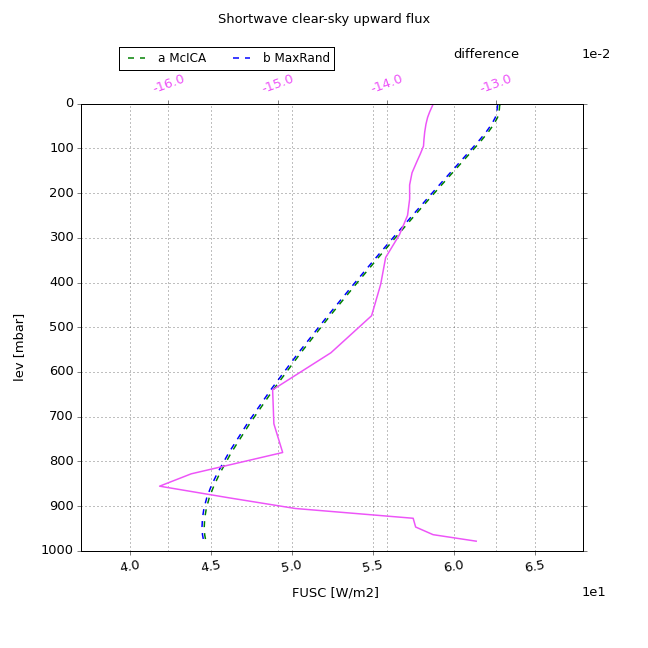 Shortwave clear-sky upward flux
a McICA b MaxRand difference 1e-2
-16.0 -15.0 -14.0 -13.0
0
100
200
300
400
500
600
700
800
900
1000
lev [mbar]
4.0 4.5 5.0 5.5 6.0 6.5
FUSC [W/m2] 1e1